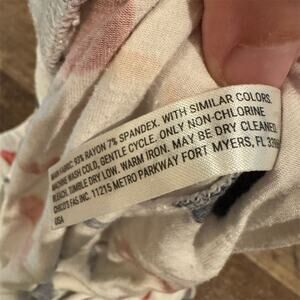 MAIN FABRIC: 93% RAYON 7% SPANDEX. WITH SIMILAR COLORS.
MACHINE WASH COLD, GENTLE CYCLE. ONLY NON-CHLORINE
BLEACH. TUMBLE DRY LOW. WARM IRON. MAY BE DRY CLEANED.
CHICO'S FAS INC. 11215 METRO PARKWAY FORT MYERS, FL
USA